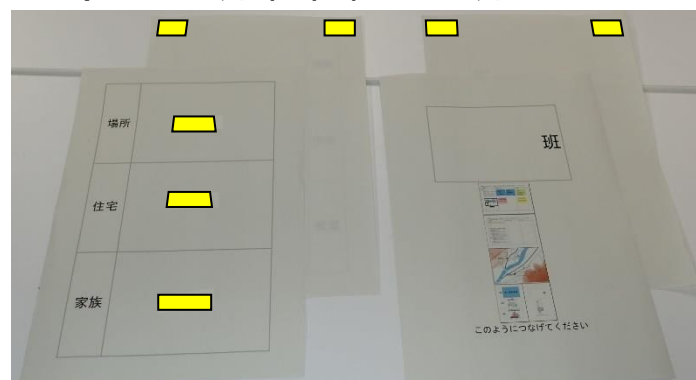 場所
住宅
家族
班
このようにつなげてください